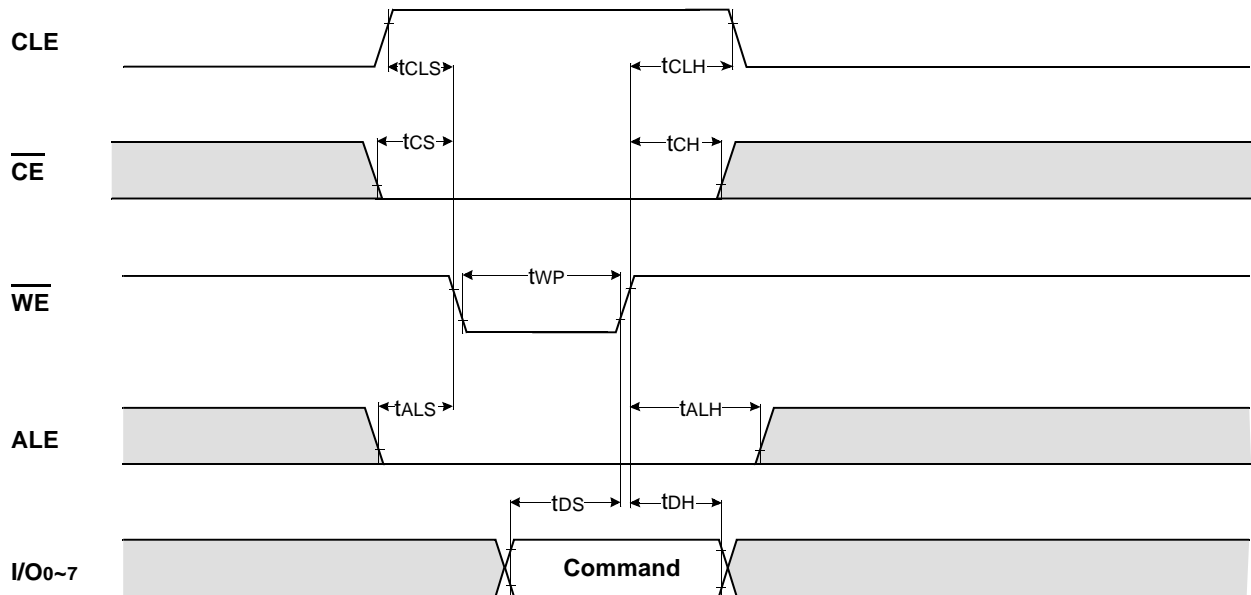 CLE
tCLS
tCLH
CE
tCS
tCH
WE
tWP
ALE
tALS
tALH
tDS
tDH
I/O0~7
Command